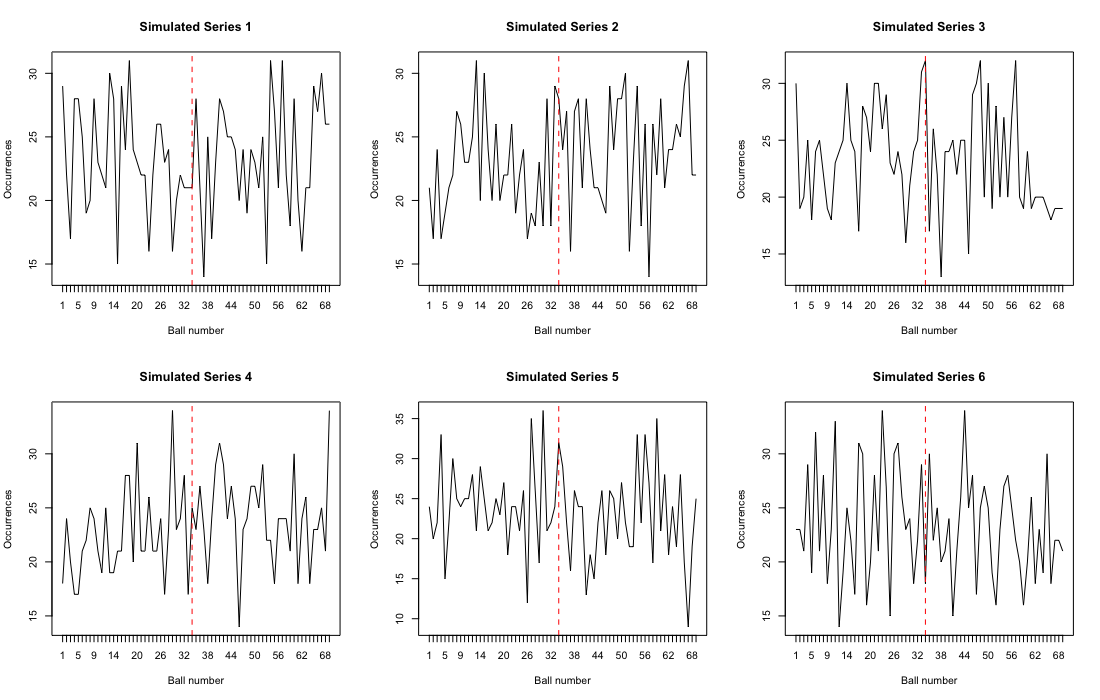 Simulated Series 1
Occurrences
15 20 25 30
1 5 9 14 20 26 32 38 44 50 56 62 68
Ball number
Simulated Series 2
Occurrences
15 20 25 30
1 5 9 14 20 26 32 38 44 50 56 62 68
Ball number
Simulated Series 3
Occurrences
15 20 25 30
1 5 9 14 20 26 32 38 44 50 56 62 68
Ball number
Simulated Series 4
Occurrences
15 20 25 30
1 5 9 14 20 26 32 38 44 50 56 62 68
Ball number
Simulated Series 5
Occurrences
10 15 20 25 30 35
1 5 9 14 20 26 32 38 44 50 56 62 68
Ball number
Simulated Series 6
Occurrences
15 20 25 30
1 5 9 14 20 26 32 38 44 50 56 62 68
Ball number